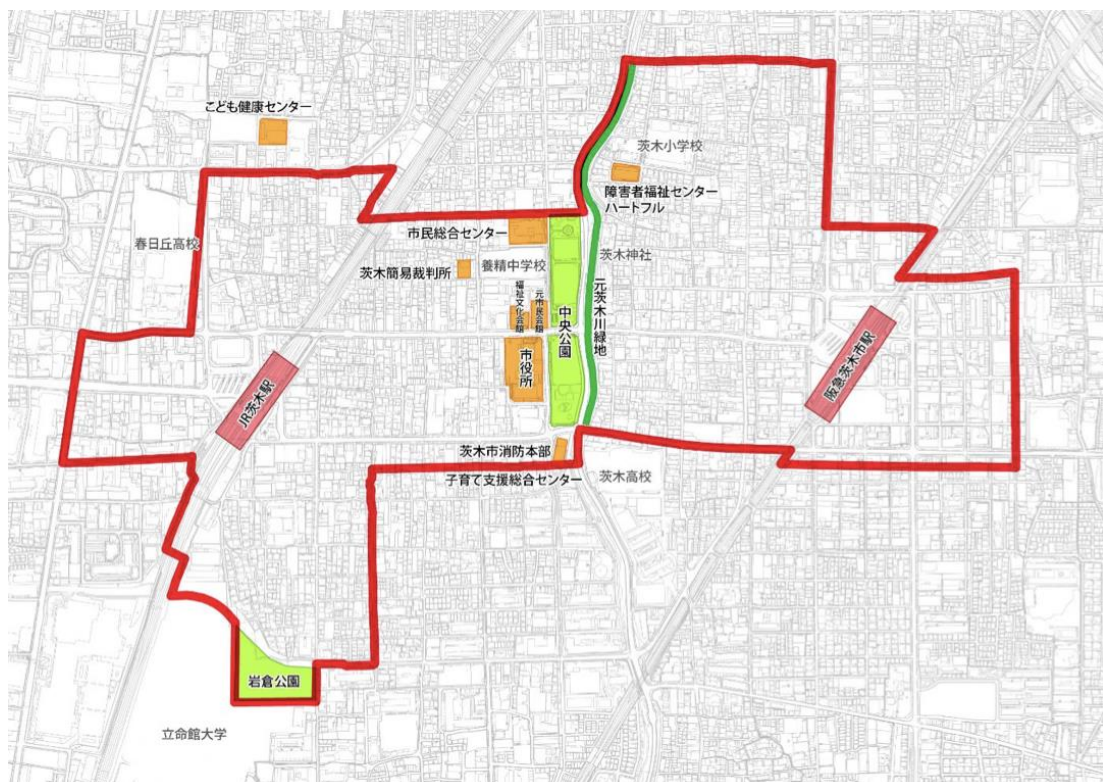 こども健康センター
茨木小学校
障害者福祉センター
ハートフル
市民総合センター
春日丘高校
養精中学校
茨木簡易裁判所
茨木神社
福祉文化会館
元市民会館
中央公園
元茨木川緑地
市役所
JR茨木駅
阪急茨木市駅
茨木市消防本部
子育て支援総合センター
茨木高校
岩倉公園
立命館大学